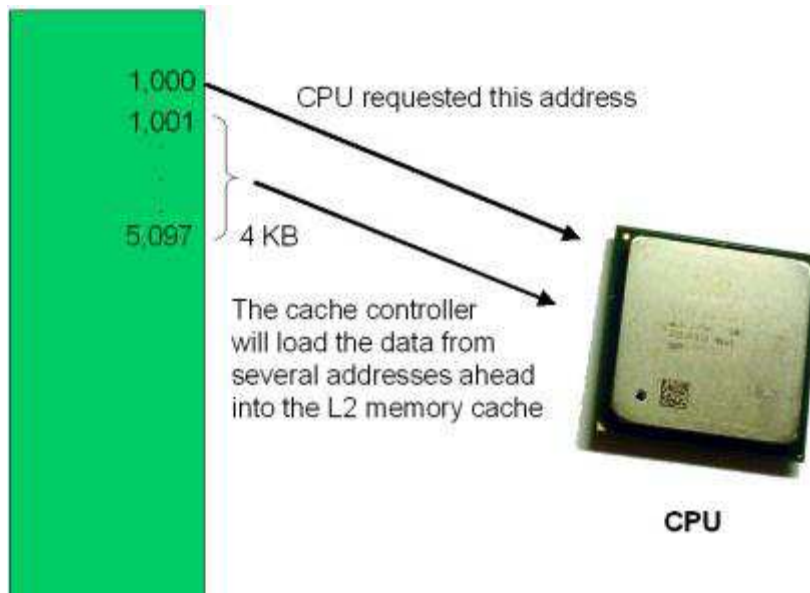 1,000
CPU requested this address
1,001
.
.
.
5,097
4 KB
The cache controller
will load the data from
several addresses ahead
into the L2 memory cache
CPU